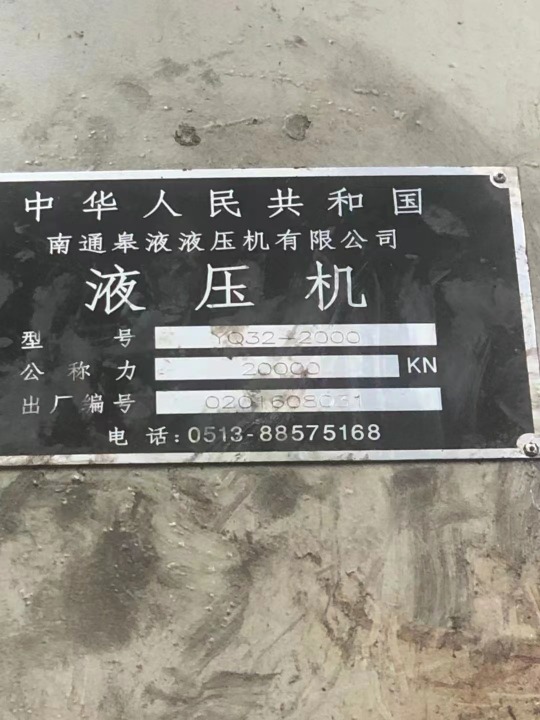 中华人民共和国
南通皋液液压机有限公司
液压机
型号 YQ32-2000
公称力 20000 KN
出厂编号 0201608031
电话:0513-88575168